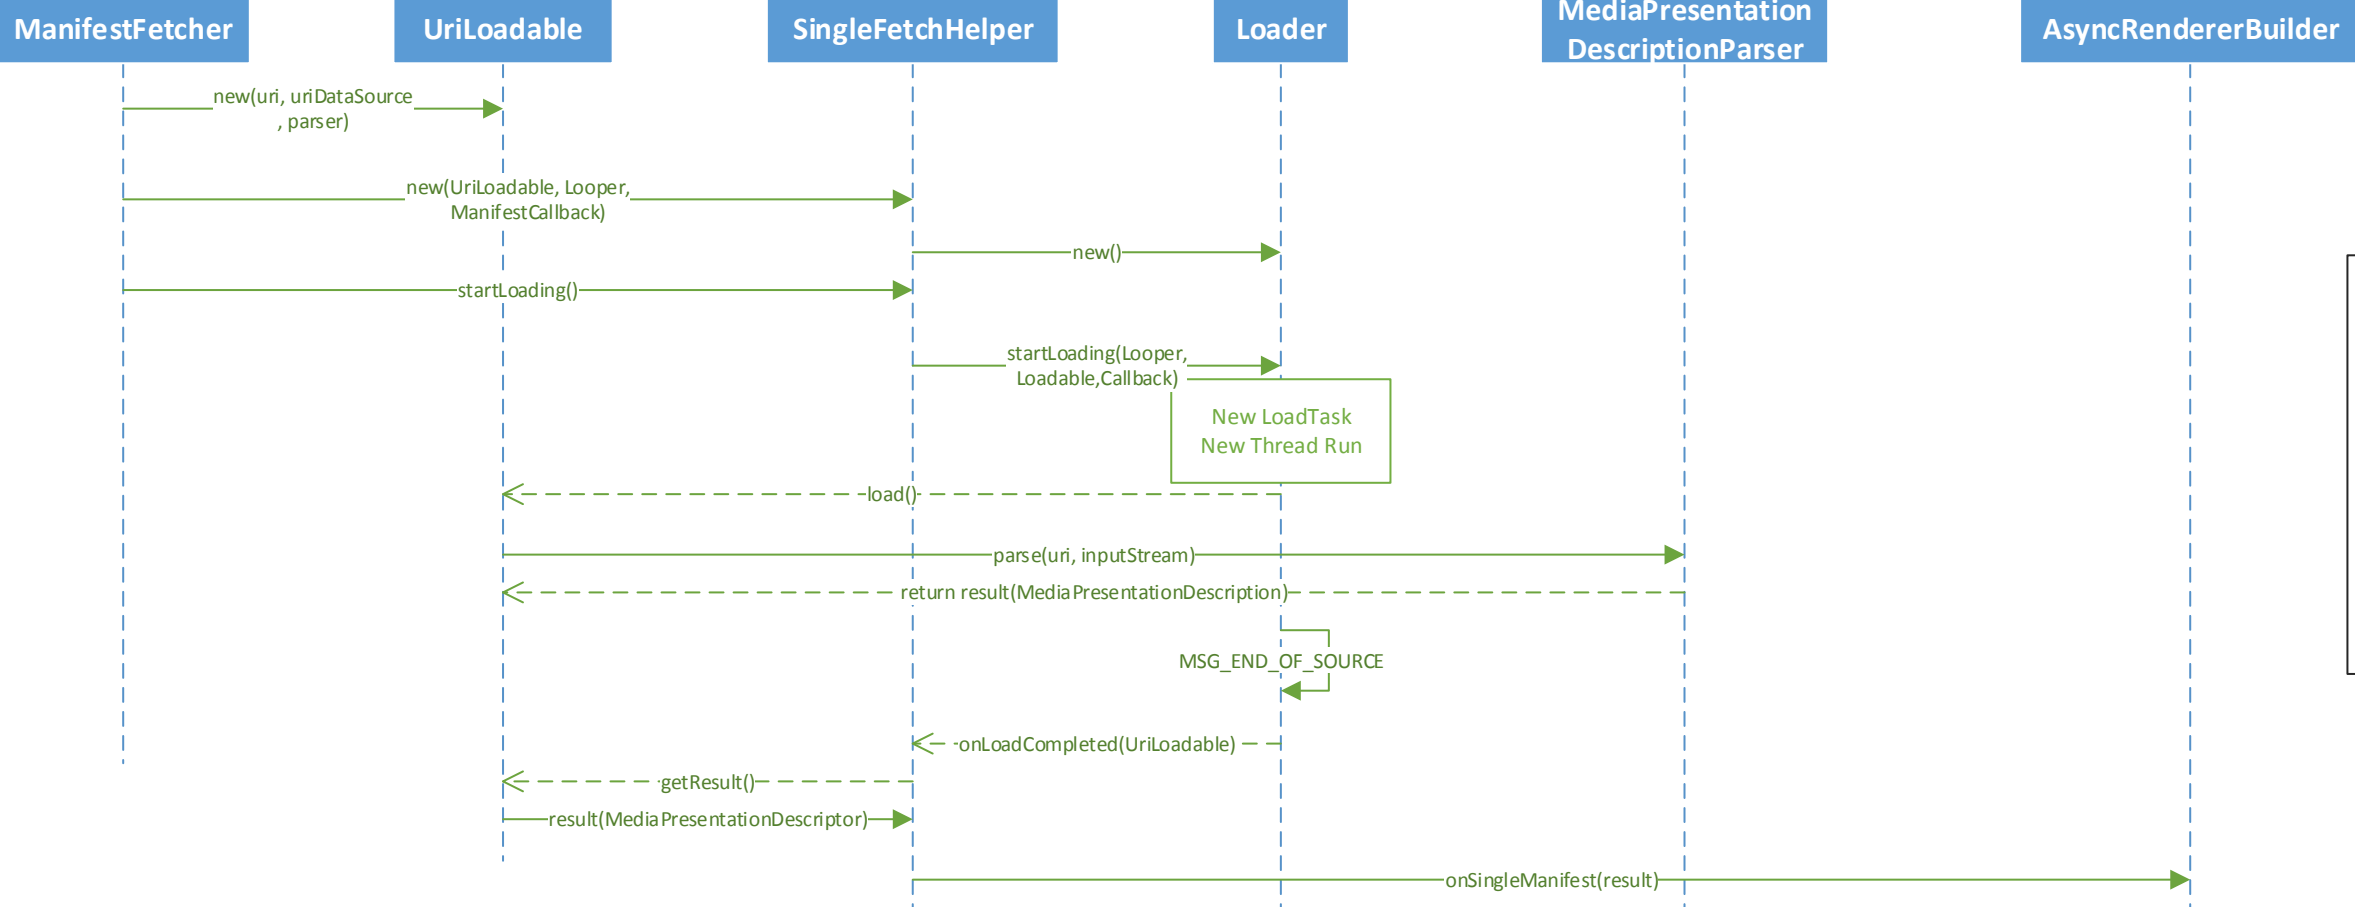 ManifestFetcher
UriLoadable
SingleFetchHelper
Loader
MediaPresentation
DescriptionParser
AsyncRendererBuilder
new(uri, uriDataSource
, parser)
new(UriLoadable, Looper,
ManifestCallback)
new()
startLoading()
startLoading(Looper,
Loadable,Callback)
New LoadTask
New Thread Run
load()
parse(uri, inputStream)
return result(MediaPresentationDescription)
MSG_END_OF_SOURCE
onLoadCompleted(UriLoadable)
getResult()
result(MediaPresentationDescriptor)
onSingleManifest(result)